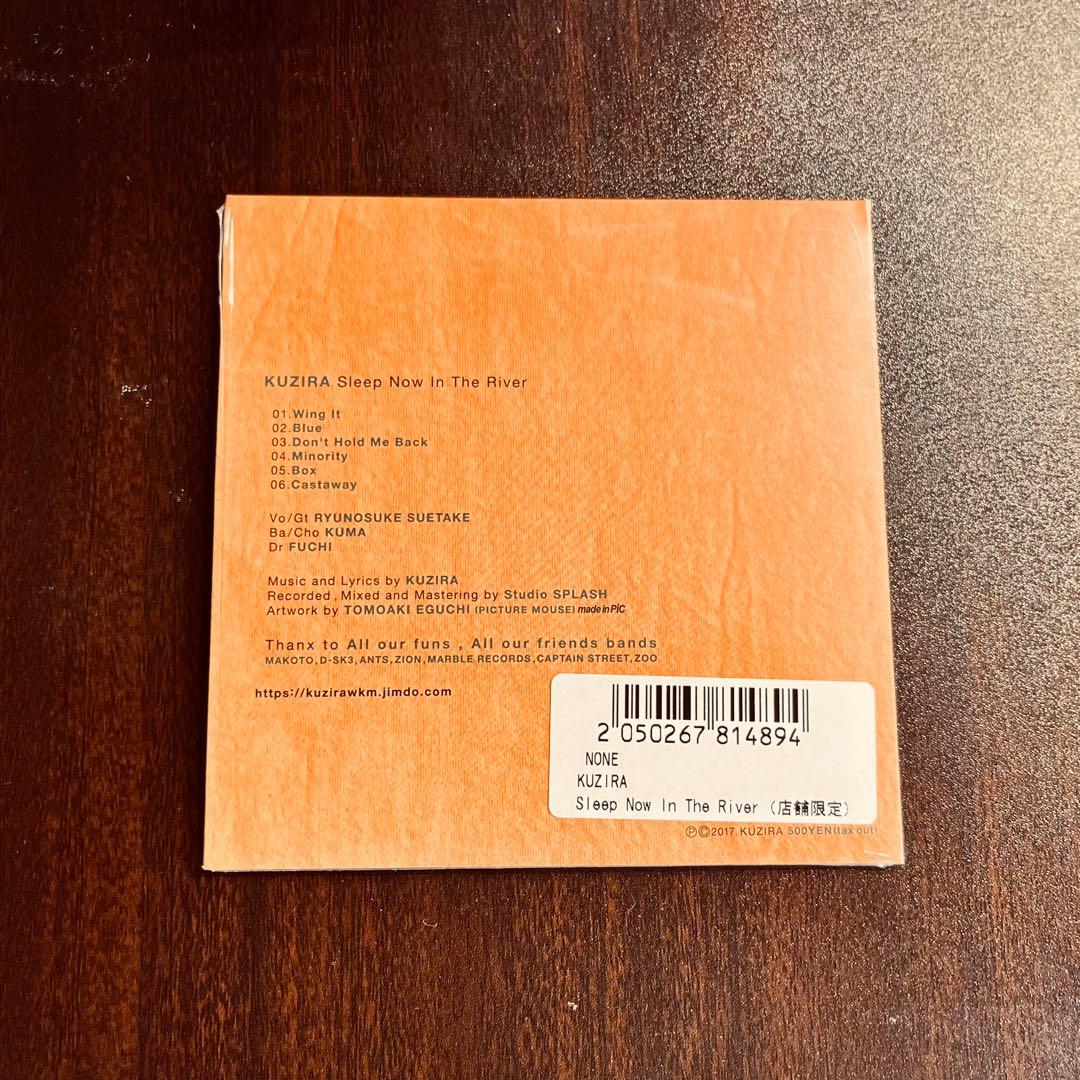 KUZIRA Sleep Now In The River
01.Wing It
02.Blue
03.Don't Hold Me Back
04.Minority
05.Box
06.Castaway
Vo/Gt RYUNOSUKE SUETAKE
Ba/Cho KUMA
Dr FUCHI
Music and Lyrics by KUZIRA
Recorded , Mixed and Mastering by Studio SPLASH
Artwork by TOMOAKI EGUCHI (PICTURE MOUSE) made in PIC
Thanx to All our funs , All our friends bands
MAKOTO,D-SK3,ANTS,ZION,MARBLE RECORDS,CAPTAIN STREET,ZOO
https://kuzirawkm.jimdo.com
2 050267 814894
NONE
KUZIRA
Sleep Now In The River (店舗限定)
Ⓟ©2017. KUZIRA 500YEN(tax out)